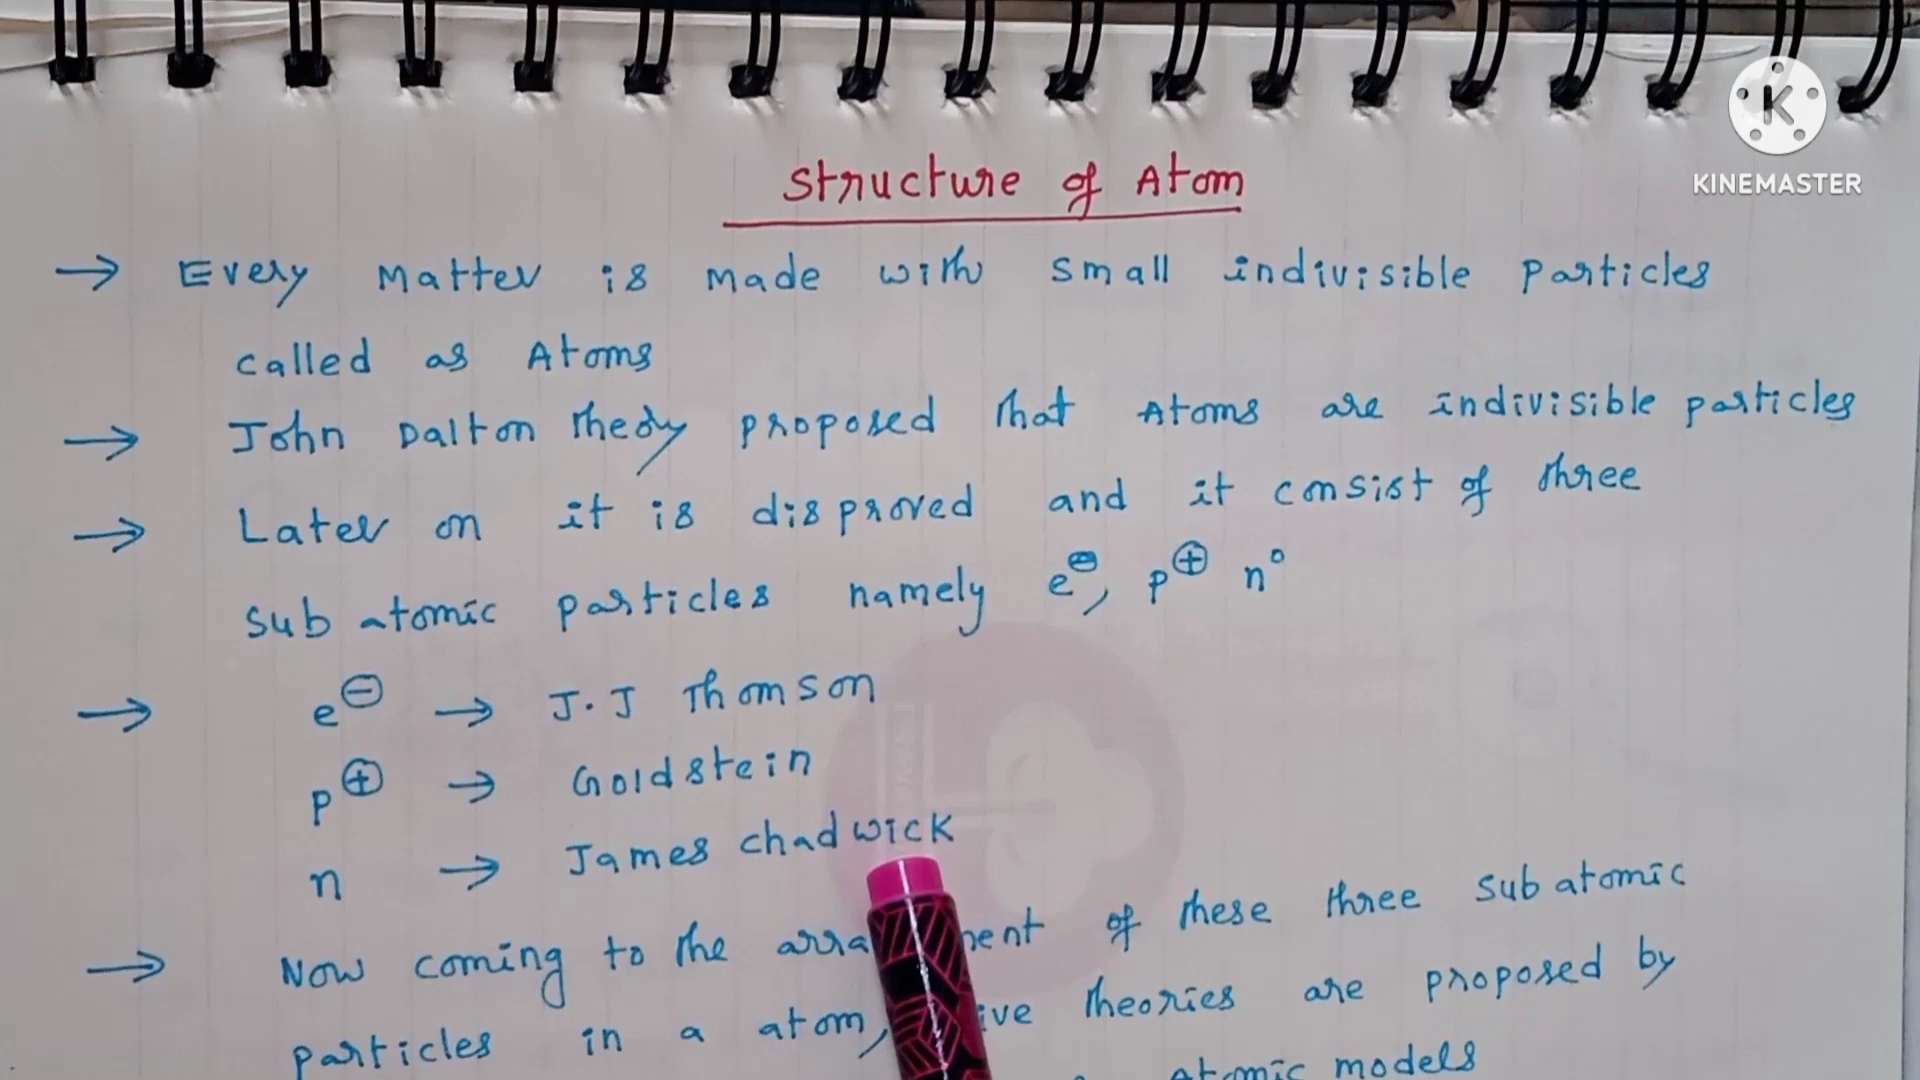 Structure of Atom
KINEMASTER
→ Every Matter is made with small indivisible particles
called as Atoms
→ John Dalton theory proposed that Atoms are indivisible particles
→ Later on it is disproved and it consist of three
sub atomic particles namely e⊖, p⊕ n°
→ e⊖ → J.J Thomson
p⊕ → Goldstein
n → James chadwick
→ Now coming to the of these three sub atomic
particles in a atom, theories are proposed by
Atomic models